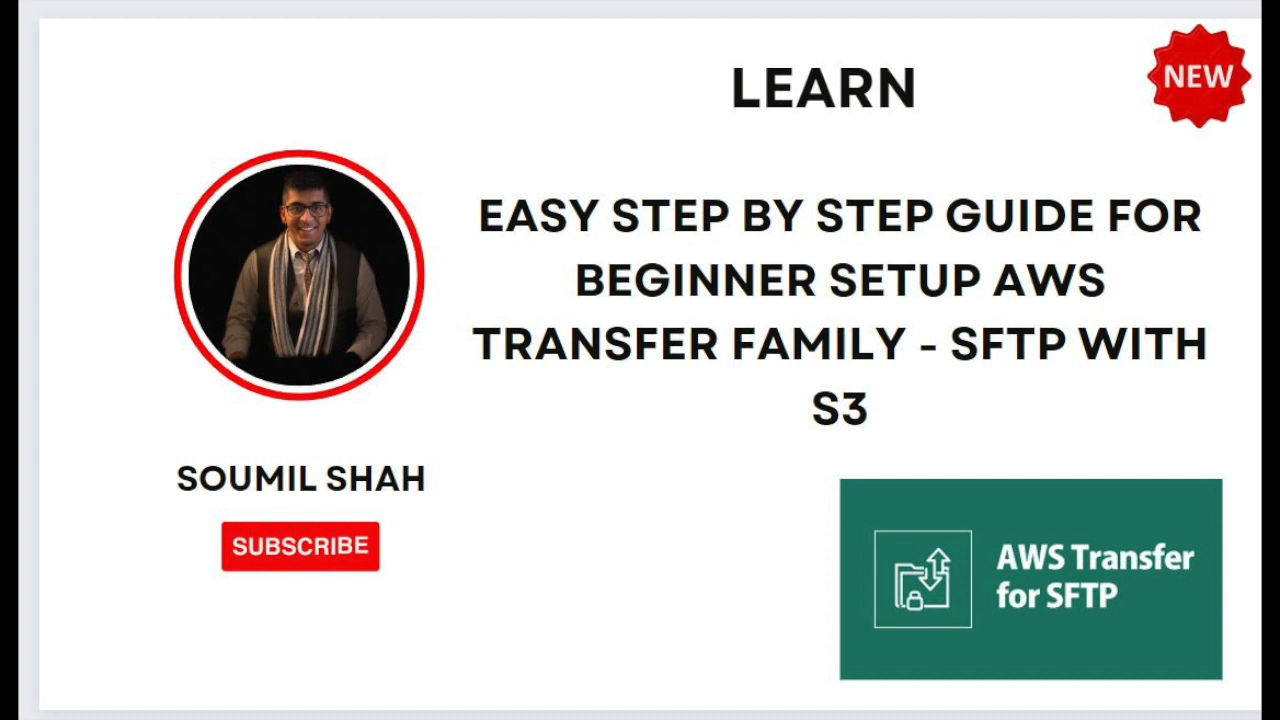 LEARN
NEW
EASY STEP BY STEP GUIDE FOR
BEGINNER SETUP AWS
TRANSFER FAMILY - SFTP WITH
S3
SOUMIL SHAH
SUBSCRIBE
AWS Transfer
for SFTP